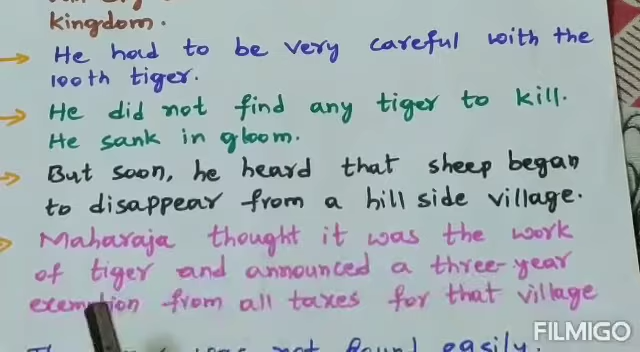 kingdom.
→ He had to be very careful with the
100th tiger.
→ He did not find any tiger to kill.
He sank in gloom.
→ But soon, he heard that sheep began
to disappear from a hill side village.
Maharaja thought it was the work
of tiger and announced a three-year
exemption from all taxes for that village
not found easily.
FILMIGO